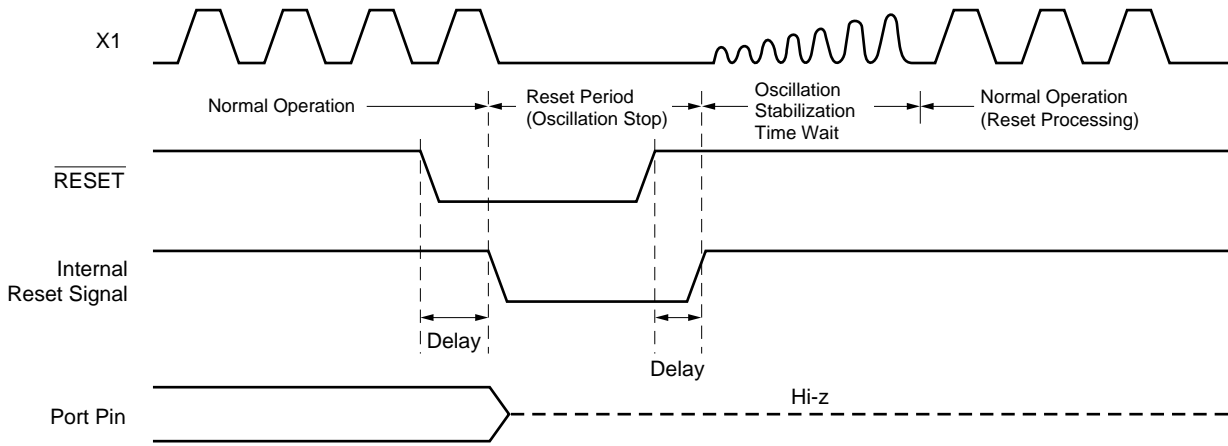 X1
Normal Operation
Reset Period
(Oscillation Stop)
Oscillation
Stabilization
Time Wait
Normal Operation
(Reset Processing)
RESET
Internal
Reset Signal
Delay
Delay
Port Pin
Hi-z